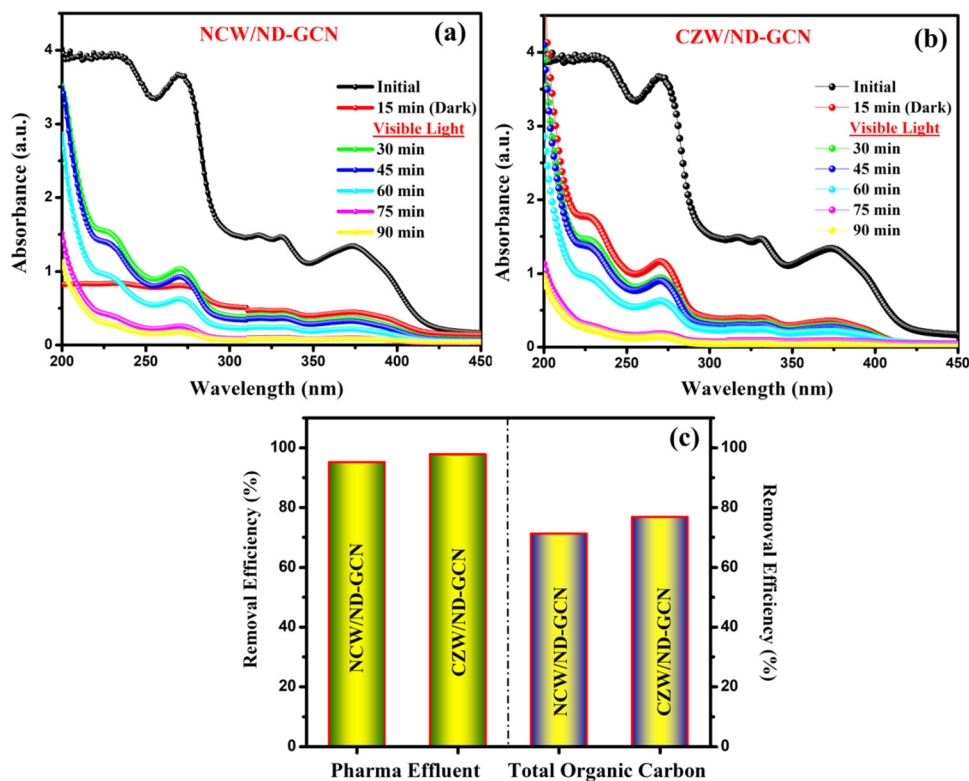 NCW/ND-GCN
(a)
4
3
2
1
0
Absorbance (a.u.)
Initial
15 min (Dark)
Visible Light
30 min
45 min
60 min
75 min
90 min
200 250 300 350 400 450
Wavelength (nm)
CZW/ND-GCN
(b)
4
3
2
1
0
Absorbance (a.u.)
Initial
15 min (Dark)
Visible Light
30 min
45 min
60 min
75 min
90 min
200 250 300 350 400 450
Wavelength (nm)
(c)
100
80
60
40
20
0
Removal Efficiency (%)
NCW/ND-GCN
CZW/ND-GCN
NCW/ND-GCN
CZW/ND-GCN
100
80
60
40
20
0
Removal Efficiency (%)
Pharma Effluent Total Organic Carbon